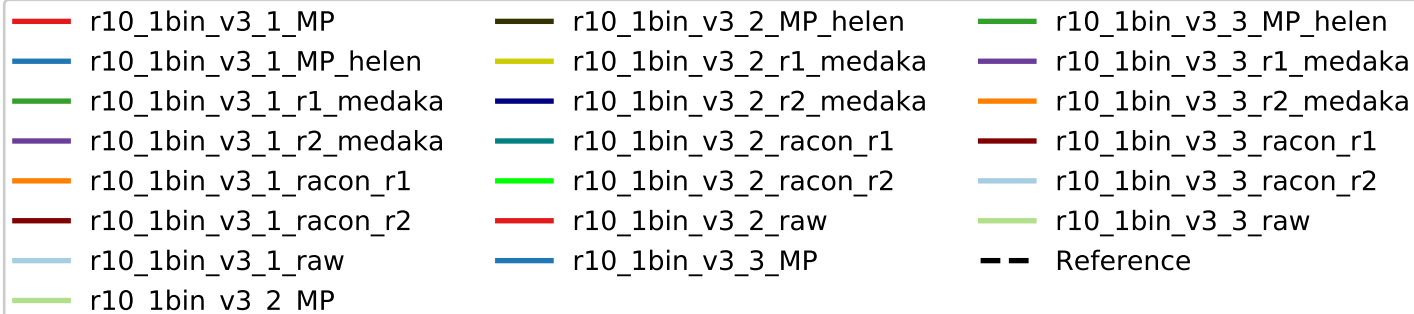 r10_1bin_v3_1_MP
r10_1bin_v3_1_MP_helen
r10_1bin_v3_1_r1_medaka
r10_1bin_v3_1_r2_medaka
r10_1bin_v3_1_racon_r1
r10_1bin_v3_1_racon_r2
r10_1bin_v3_1_raw
r10_1bin_v3_2_MP
r10_1bin_v3_2_MP_helen
r10_1bin_v3_2_r1_medaka
r10_1bin_v3_2_r2_medaka
r10_1bin_v3_2_racon_r1
r10_1bin_v3_2_racon_r2
r10_1bin_v3_2_raw
r10_1bin_v3_3_MP
r10_1bin_v3_3_MP_helen
r10_1bin_v3_3_r1_medaka
r10_1bin_v3_3_r2_medaka
r10_1bin_v3_3_racon_r1
r10_1bin_v3_3_racon_r2
r10_1bin_v3_3_raw
Reference